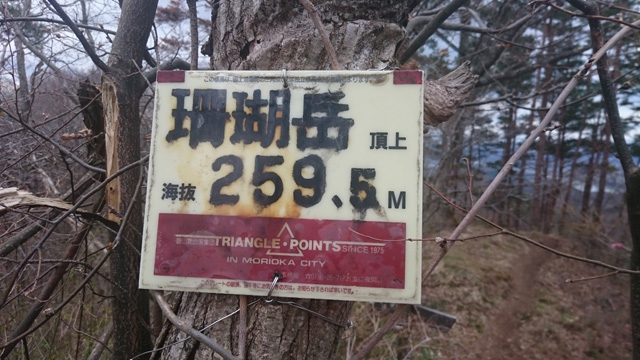 珊瑚岳 頂上
海抜 259.5 M
TRIANGLE・POINTS SINCE 1975
IN MORIOKA CITY